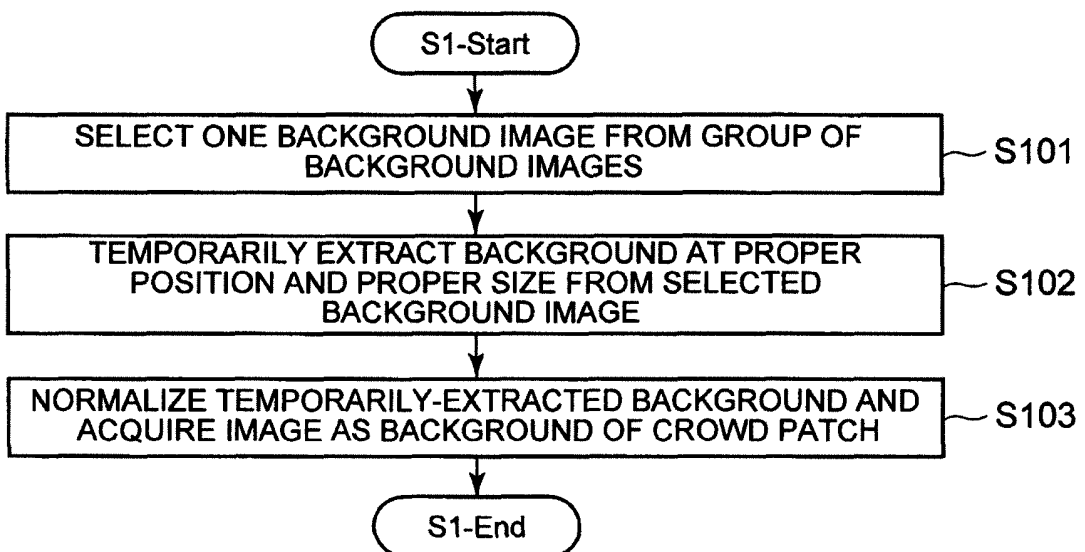 S1-Start
SELECT ONE BACKGROUND IMAGE FROM GROUP OF
BACKGROUND IMAGES
S101
TEMPORARILY EXTRACT BACKGROUND AT PROPER
POSITION AND PROPER SIZE FROM SELECTED
BACKGROUND IMAGE
S102
NORMALIZE TEMPORARILY-EXTRACTED BACKGROUND AND
ACQUIRE IMAGE AS BACKGROUND OF CROWD PATCH
S103
S1-End